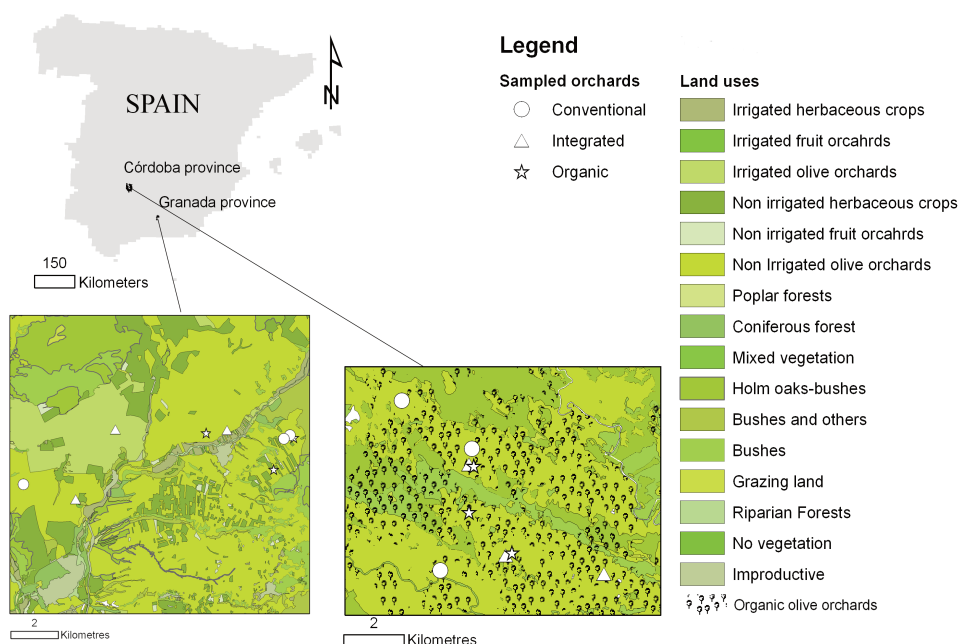 SPAIN
Córdoba province
Granada province
N
150
Kilometers
Legend
Sampled orchards
Conventional
Integrated
Organic
Land uses
Irrigated herbaceous crops
Irrigated fruit orcahrds
Irrigated olive orchards
Non irrigated herbaceous crops
Non irrigated fruit orcahrds
Non Irrigated olive orchards
Poplar forests
Coniferous forest
Mixed vegetation
Holm oaks-bushes
Bushes and others
Bushes
Grazing land
Riparian Forests
No vegetation
Improductive
Organic olive orchards
2
Kilometres
2
Kilometres